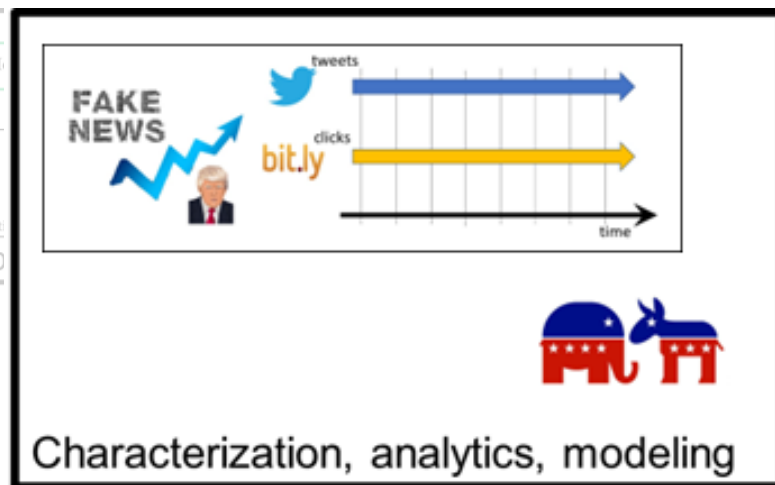 tweets
FAKE
NEWS
clicks
bit.ly
time
Characterization, analytics, modeling